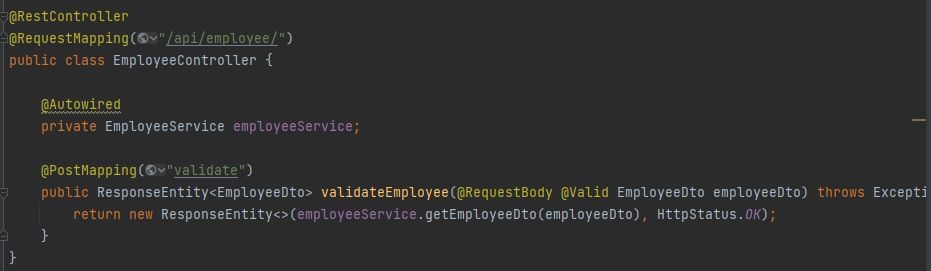 @RestController
@RequestMapping("/api/employee/")
public class EmployeeController {
@Autowired
private EmployeeService employeeService;
@PostMapping("validate")
public ResponseEntity<EmployeeDto> validateEmployee(@RequestBody @Valid EmployeeDto employeeDto) throws Excepti
return new ResponseEntity<>(employeeService.getEmployeeDto(employeeDto), HttpStatus.OK);
}
}